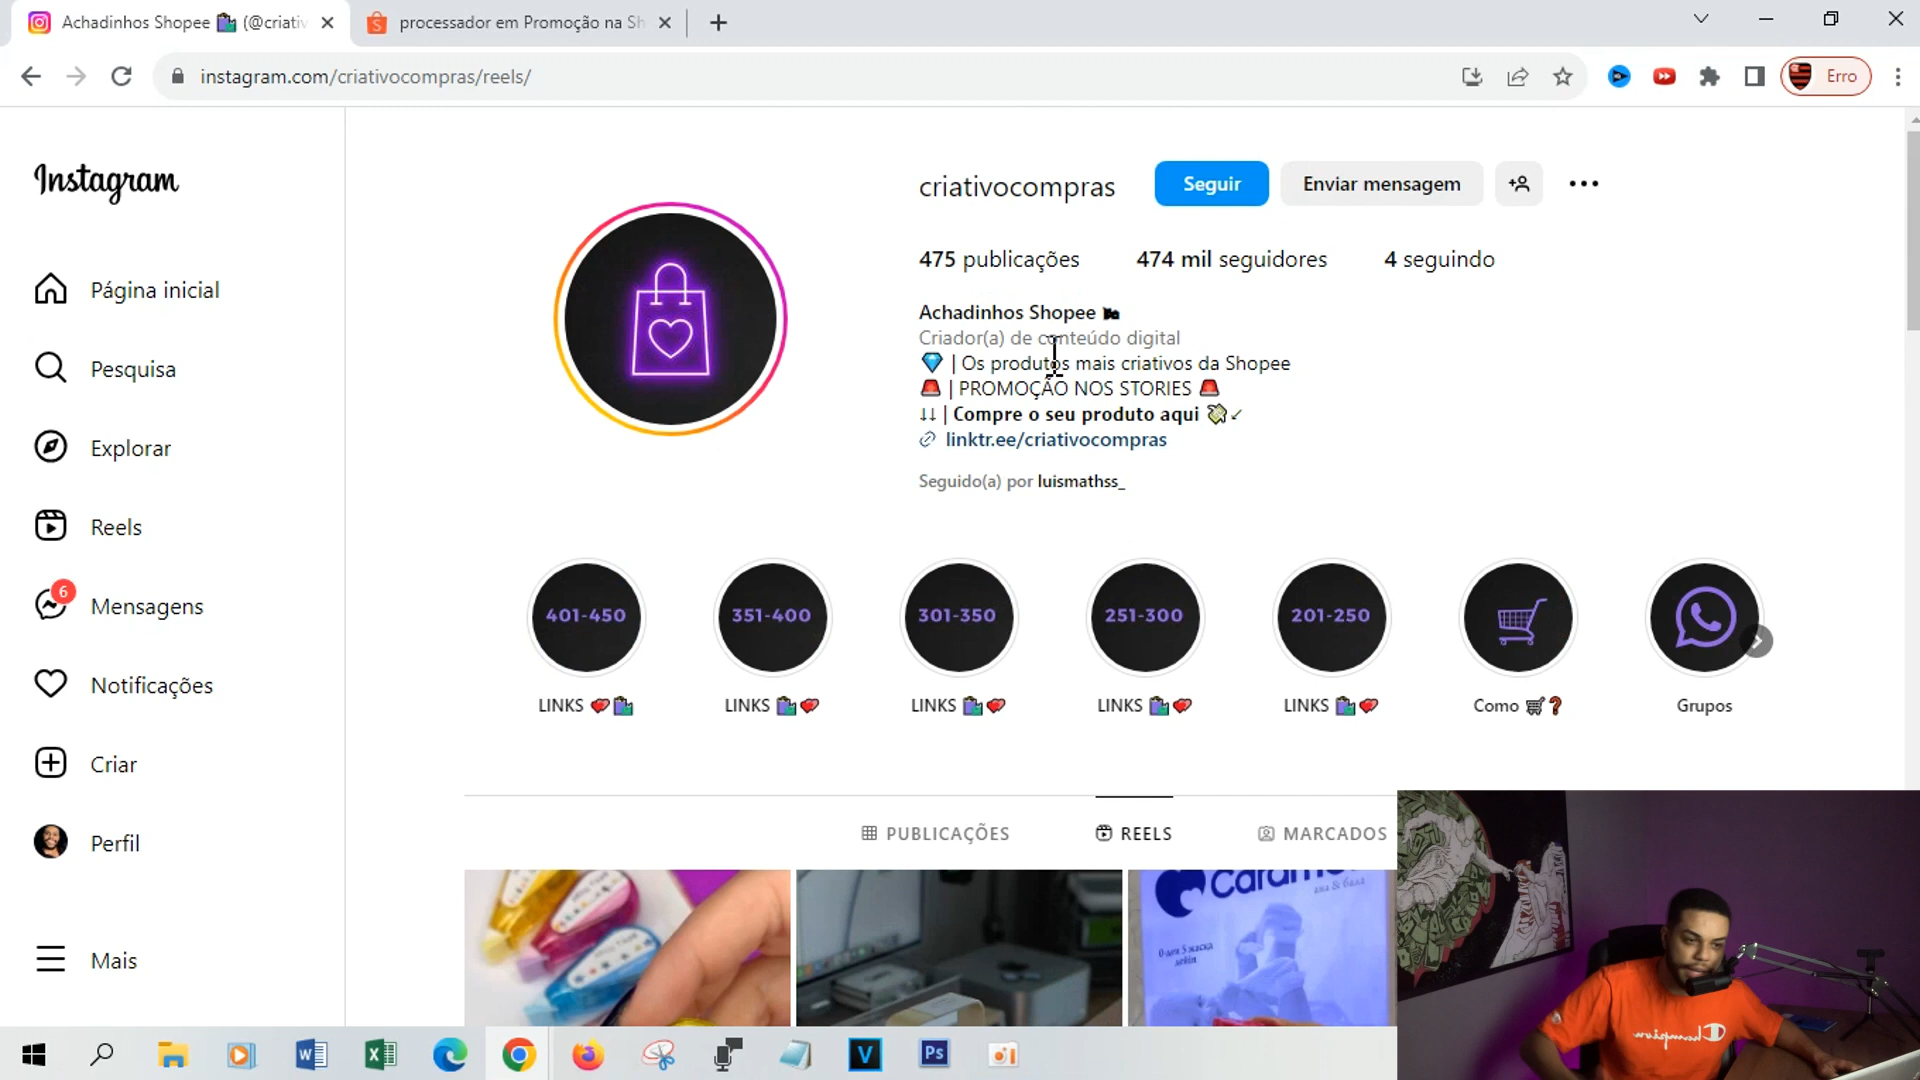 Achadinhos Shopee 🛍️ (@criativ
processador em Promoção na Sh
instagram.com/criativocompras/reels/
Erro
Instagram
Página inicial
Pesquisa
Explorar
Reels
6
Mensagens
Notificações
Criar
Perfil
Mais
criativocompras
Seguir
Enviar mensagem
475 publicações
474 mil seguidores
4 seguindo
Achadinhos Shopee 🛍️
Criador(a) de conteúdo digital
💎 | Os produtos mais criativos da Shopee
🚨 | PROMOÇÃO NOS STORIES 🚨
↓↓ | Compre o seu produto aqui 💸↙
linktr.ee/criativocompras
Seguido(a) por luismathss_
401-450
351-400
301-350
251-300
201-250
LINKS ❤️🛍️
LINKS 🛍️❤️
LINKS 🛍️❤️
LINKS 🛍️❤️
LINKS 🛍️❤️
Como 🛒❓
Grupos
PUBLICAÇÕES
REELS
MARCADOS
Caram
Champion
V
Ps